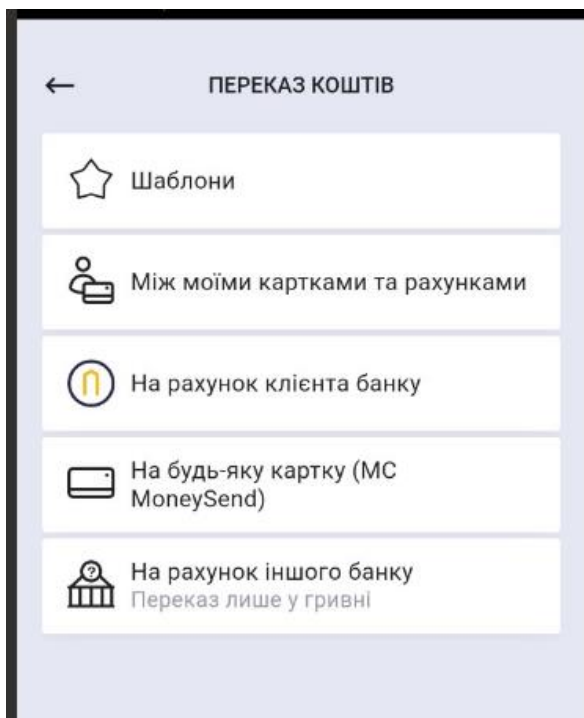 ПЕРЕКАЗ КОШТІВ
Шаблони
Між моїми картками та рахунками
На рахунок клієнта банку
На будь-яку картку (МС
MoneySend)
На рахунок іншого банку
Переказ лише у гривні